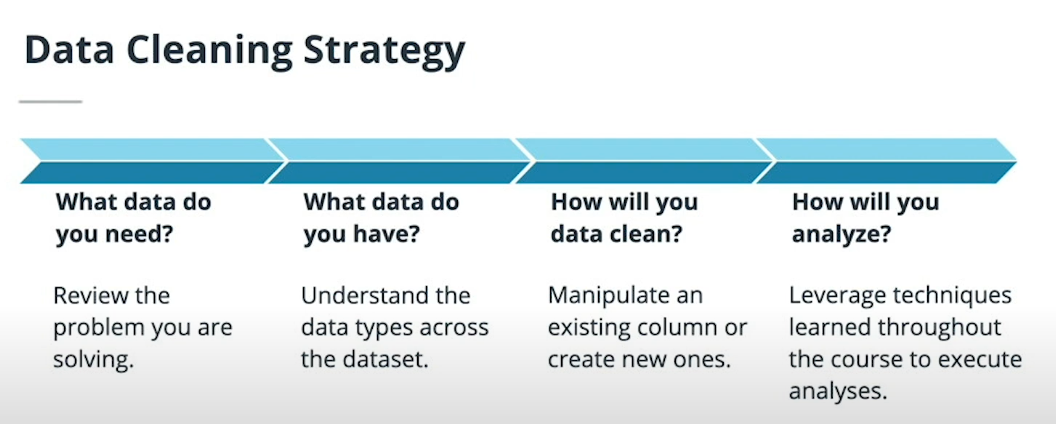 Data Cleaning Strategy
What data do
you need?
Review the
problem you are
solving.
What data do
you have?
Understand the
data types across
the dataset.
How will you
data clean?
Manipulate an
existing column or
create new ones.
How will you
analyze?
Leverage techniques
learned throughout
the course to execute
analyses.